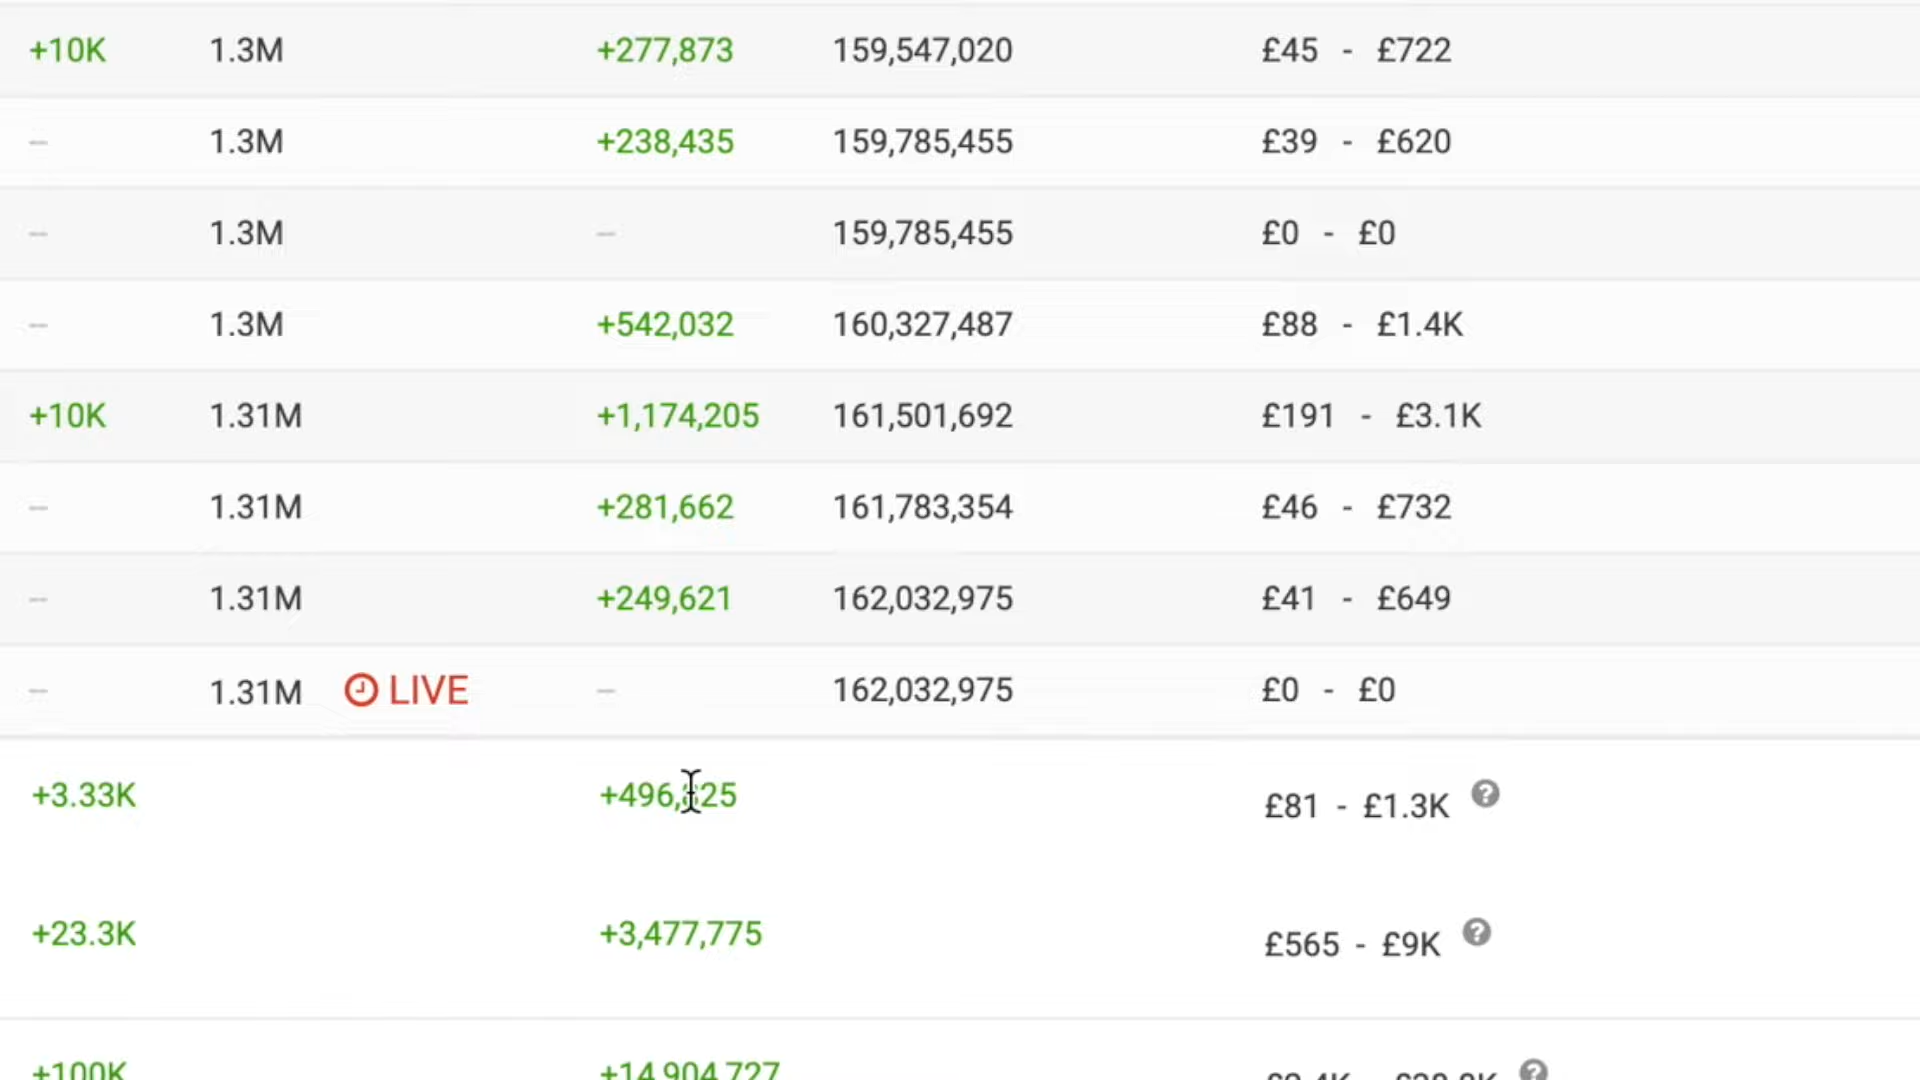 +10K 1.3M +277,873 159,547,020 £45 - £722
– 1.3M +238,435 159,785,455 £39 - £620
– 1.3M – 159,785,455 £0 - £0
– 1.3M +542,032 160,327,487 £88 - £1.4K
+10K 1.31M +1,174,205 161,501,692 £191 - £3.1K
– 1.31M +281,662 161,783,354 £46 - £732
– 1.31M +249,621 162,032,975 £41 - £649
– 1.31M LIVE – 162,032,975 £0 - £0
+3.33K £81 - £1.3K
+23.3K +3,477,775 £565 - £9K
+100K +14,904,727